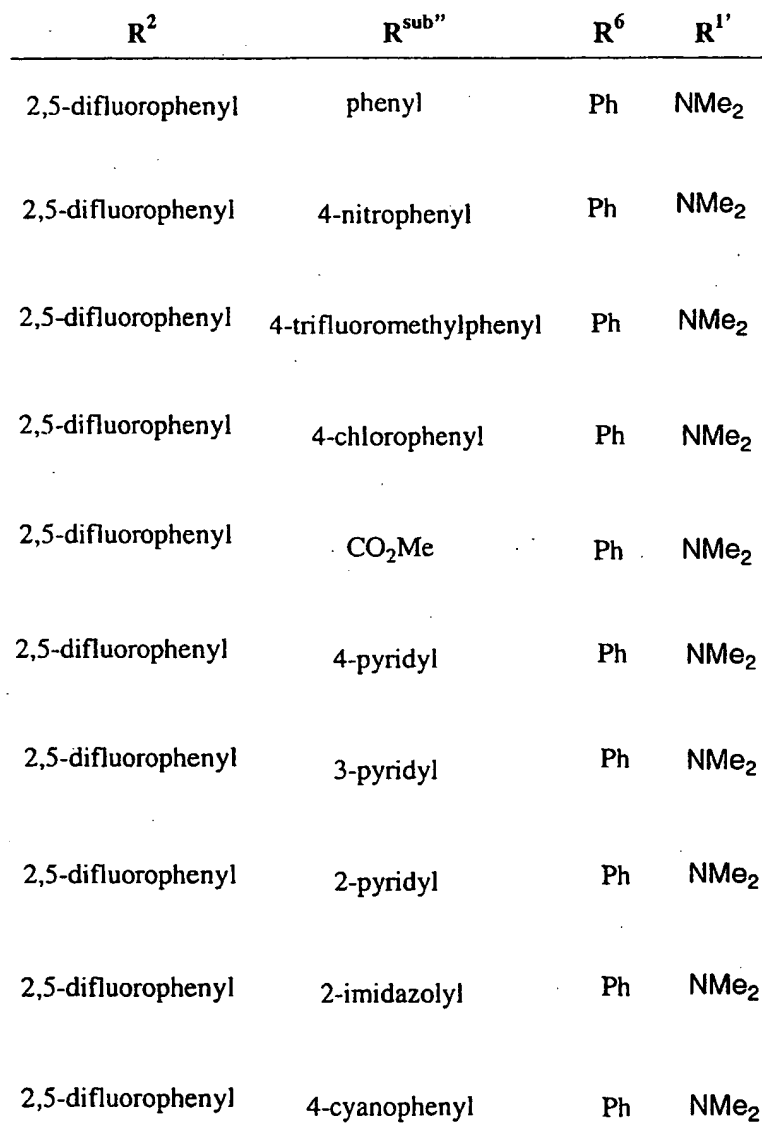 R² R^sub” R⁶ R^1’
2,5-difluorophenyl phenyl Ph NMe₂
2,5-difluorophenyl 4-nitrophenyl Ph NMe₂
2,5-difluorophenyl 4-trifluoromethylphenyl Ph NMe₂
2,5-difluorophenyl 4-chlorophenyl Ph NMe₂
2,5-difluorophenyl CO₂Me Ph NMe₂
2,5-difluorophenyl 4-pyridyl Ph NMe₂
2,5-difluorophenyl 3-pyridyl Ph NMe₂
2,5-difluorophenyl 2-pyridyl Ph NMe₂
2,5-difluorophenyl 2-imidazolyl Ph NMe₂
2,5-difluorophenyl 4-cyanophenyl Ph NMe₂